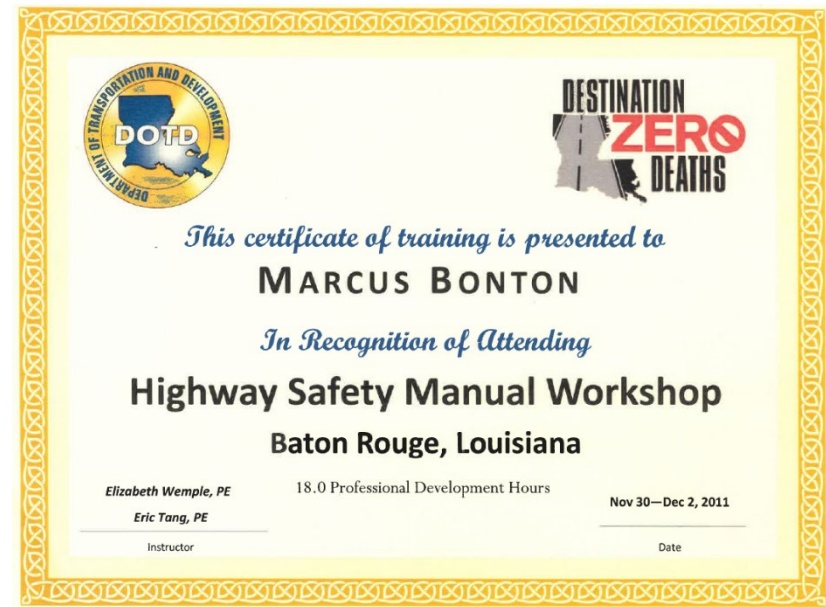 DEPARTMENT OF TRANSPORTATION AND DEVELOPMENT
DOTD
DESTINATION
ZERO
DEATHS
This certificate of training is presented to
MARCUS BONTON
In Recognition of Attending
Highway Safety Manual Workshop
Baton Rouge, Louisiana
18.0 Professional Development Hours
Elizabeth Wemple, PE
Eric Tang, PE
Instructor
Nov 30—Dec 2, 2011
Date